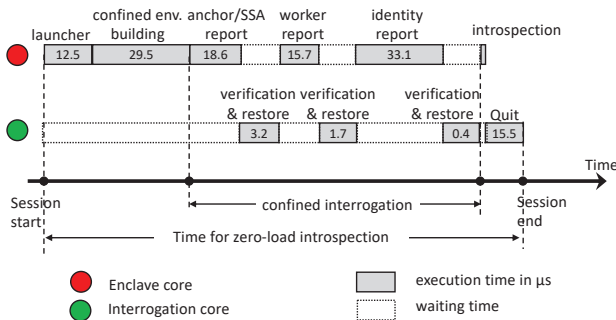 confined env. anchor/SSA worker identity
launcher building report report report introspection
12.5 29.5 18.6 15.7 33.1
verification verification verification
& restore & restore & restore Quit
3.2 1.7 0.4 15.5
Time
Session start
confined interrogation
Session end
Time for zero-load introspection
Enclave core
execution time in μs
Interrogation core
waiting time